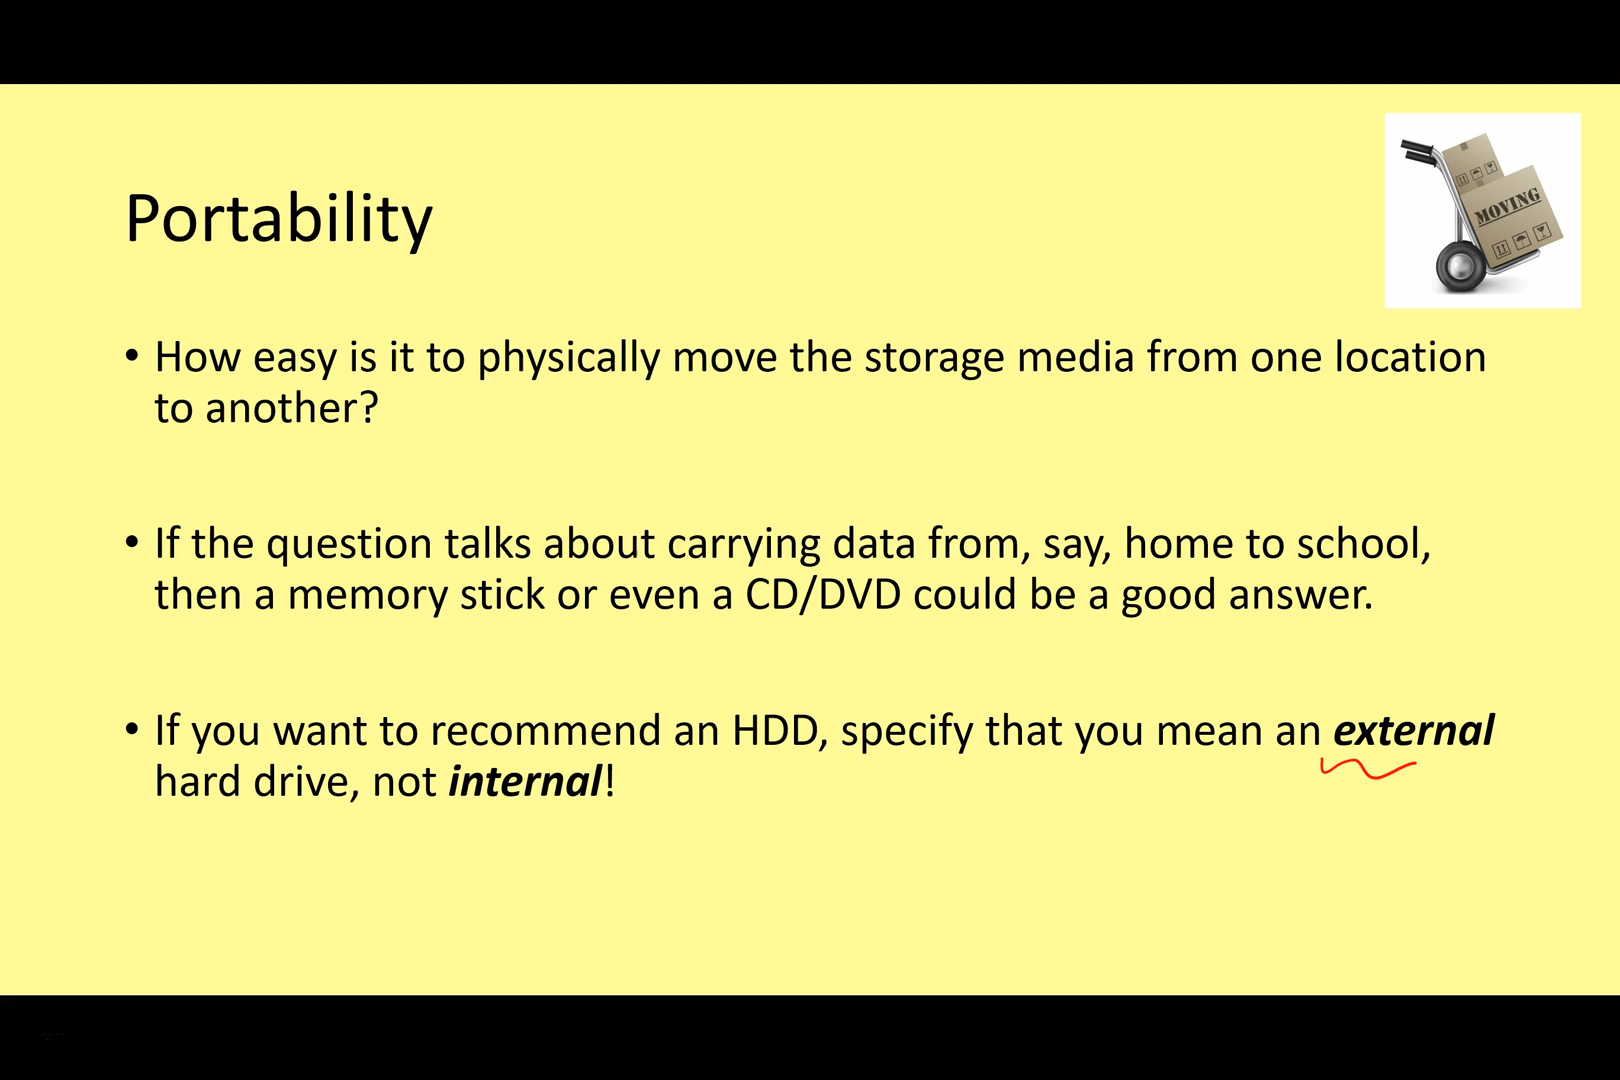 Portability
MOVING
• How easy is it to physically move the storage media from one location
to another?
• If the question talks about carrying data from, say, home to school,
then a memory stick or even a CD/DVD could be a good answer.
• If you want to recommend an HDD, specify that you mean an external
hard drive, not internal!